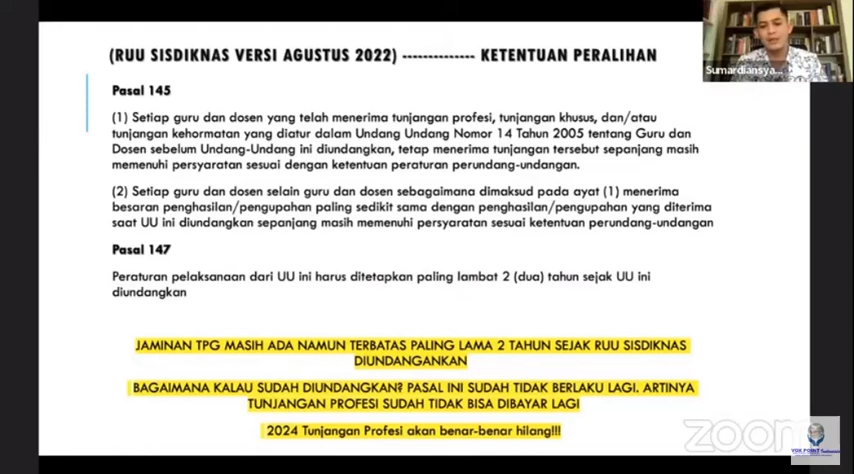 (RUU SISDIKNAS VERSI AGUSTUS 2022) -------------- KETENTUAN PERALIHAN
Sumardiansya...
Pasal 145
(1) Setiap guru dan dosen yang telah menerima tunjangan profesi, tunjangan khusus, dan/atau
tunjangan kehormatan yang diatur dalam Undang Undang Nomor 14 Tahun 2005 tentang Guru dan
Dosen sebelum Undang-Undang ini diundangkan, tetap menerima tunjangan tersebut sepanjang masih
memenuhi persyaratan sesuai dengan ketentuan peraturan perundang-undangan.
(2) Setiap guru dan dosen selain guru dan dosen sebagaimana dimaksud pada ayat (1) menerima
besaran penghasilan/pengupahan paling sedikit sama dengan penghasilan/pengupahan yang diterima
saat UU ini diundangkan sepanjang masih memenuhi persyaratan sesuai ketentuan perundang-undangan
Pasal 147
Peraturan pelaksanaan dari UU ini harus ditetapkan paling lambat 2 (dua) tahun sejak UU ini
diundangkan
JAMINAN TPG MASIH ADA NAMUN TERBATAS PALING LAMA 2 TAHUN SEJAK RUU SISDIKNAS
DIUNDANGANKAN
BAGAIMANA KALAU SUDAH DIUNDANGKAN? PASAL INI SUDAH TIDAK BERLAKU LAGI. ARTINYA
TUNJANGAN PROFESI SUDAH TIDAK BISA DIBAYAR LAGI
2024 Tunjangan Profesi akan benar-benar hilang!!!
zoom